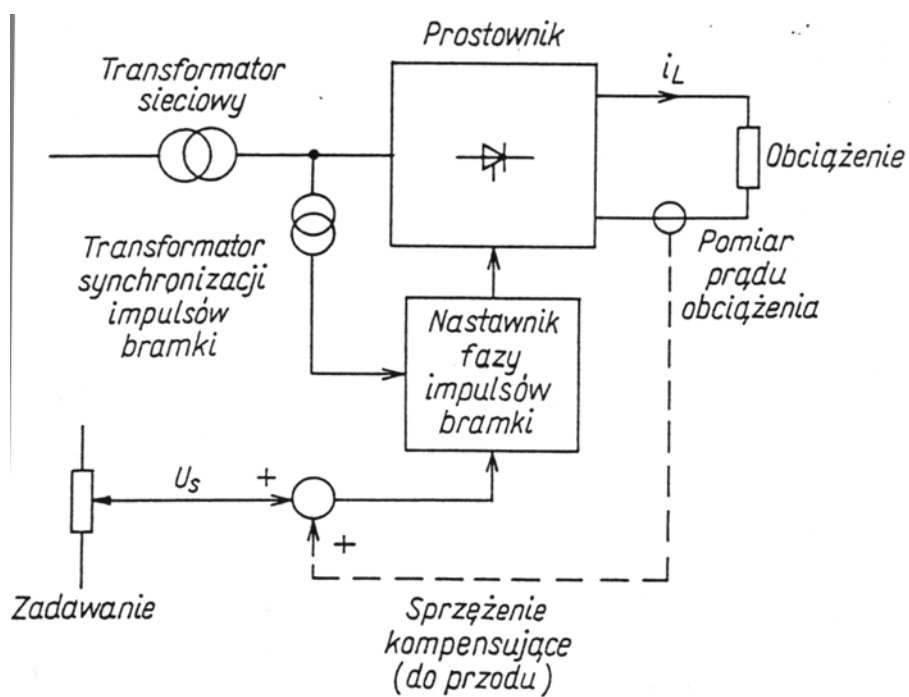 Prostownik
Transformator
sieciowy
i_L
Obciążenie
Transformator
synchronizacji
impulsów
bramki
Pomiar
prądu
obciążenia
Nastawnik
fazy
impulsów
bramki
U_s
+
+
Zadawanie
Sprzężenie
kompensujące
(do przodu)